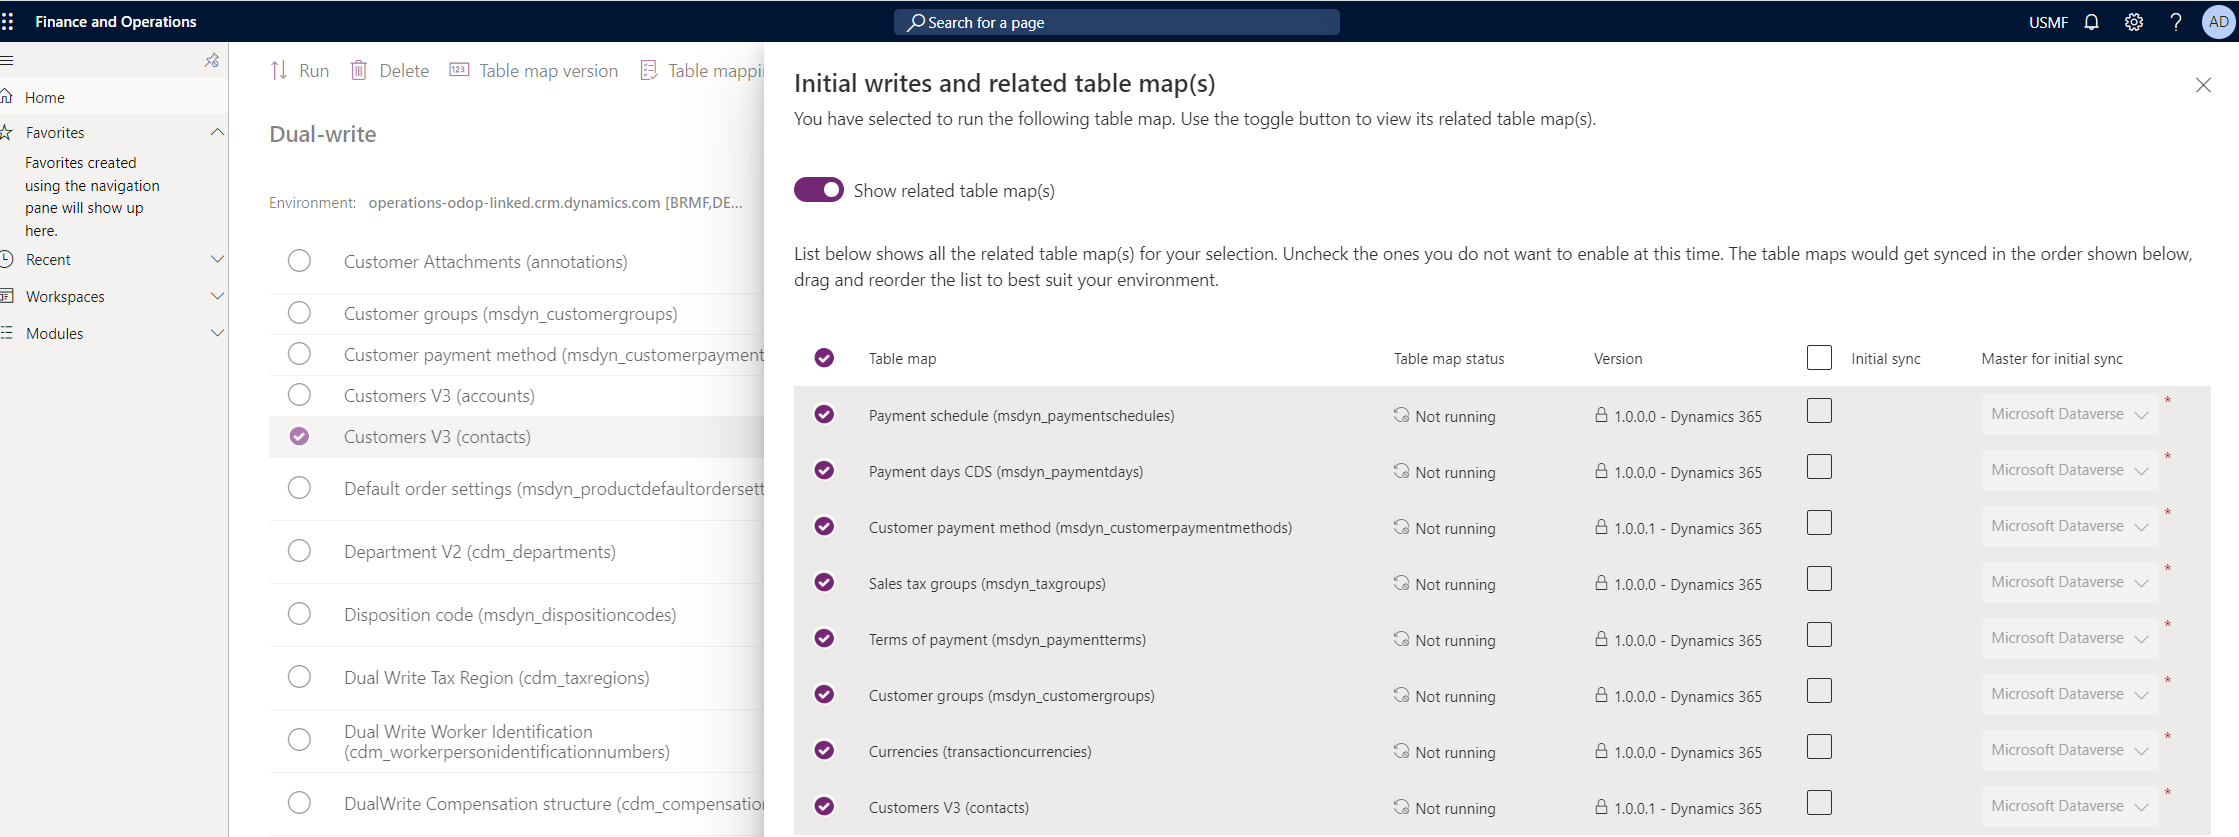 Finance and Operations
Search for a page
USMF
AD
Home
Favorites
Favorites created
using the navigation
pane will show up
here.
Recent
Workspaces
Modules
Run
Delete
123
Table map version
Table mappi
Dual-write
Environment: operations-odop-linked.crm.dynamics.com [BRMF,DE...
Customer Attachments (annotations)
Customer groups (msdyn_customergroups)
Customer payment method (msdyn_customerpayment
Customers V3 (accounts)
Customers V3 (contacts)
Default order settings (msdyn_productdefaultordersett
Department V2 (cdm_departments)
Disposition code (msdyn_dispositioncodes)
Dual Write Tax Region (cdm_taxregions)
Dual Write Worker Identification
(cdm_workerpersonidentificationnumbers)
DualWrite Compensation structure (cdm_compensation
Initial writes and related table map(s)
You have selected to run the following table map. Use the toggle button to view its related table map(s).
Show related table map(s)
List below shows all the related table map(s) for your selection. Uncheck the ones you do not want to enable at this time. The table maps would get synced in the order shown below,
drag and reorder the list to best suit your environment.
Table map Table map status Version Initial sync Master for initial sync
Payment schedule (msdyn_paymentschedules) Not running 1.0.0.0 - Dynamics 365 Microsoft Dataverse *
Payment days CDS (msdyn_paymentdays) Not running 1.0.0.0 - Dynamics 365 Microsoft Dataverse *
Customer payment method (msdyn_customerpaymentmethods) Not running 1.0.0.1 - Dynamics 365 Microsoft Dataverse *
Sales tax groups (msdyn_taxgroups) Not running 1.0.0.0 - Dynamics 365 Microsoft Dataverse *
Terms of payment (msdyn_paymentterms) Not running 1.0.0.0 - Dynamics 365 Microsoft Dataverse *
Customer groups (msdyn_customergroups) Not running 1.0.0.0 - Dynamics 365 Microsoft Dataverse *
Currencies (transactioncurrencies) Not running 1.0.0.0 - Dynamics 365 Microsoft Dataverse *
Customers V3 (contacts) Not running 1.0.0.1 - Dynamics 365 Microsoft Dataverse *